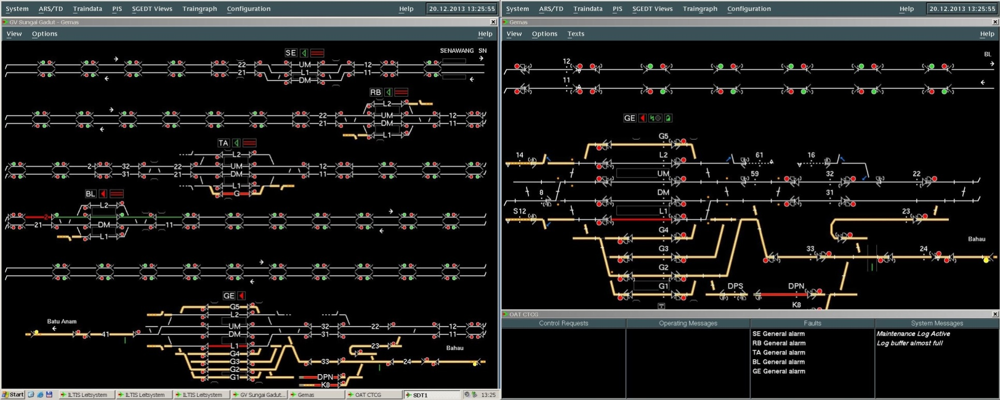 System ARS/TD Traindata PIS SGEDT Views Traingraph Configuration Help 20.12.2013 13:25:55
GV Sungai Gadut - Gemas
View Options Help
SE SENAWANG SN
22 UM 12
21 L1 11
DM
RB
L2
22 UM 12
21 DM 11
L1
TA
L2
2 32 22 UM 12
31 21 DM 11
L1
G
BL
L2
2
21 DM 11
L1
GE
G5
L2
Batu Anam
UM 32 22 12
41 DM 31 11
L1 23 Bahau
G4
G3 33 24
G2
G1 DPN
K8
Start ILTIS Leitsystem ILTIS Leitsystem ILTIS Leitsystem GV Sungai Gadut... Gemas OAT CTCG SDT1 13:25
System ARS/TD Traindata PIS SGEDT Views Traingraph Configuration Help 20.12.2013 13:25:55
Gemas
View Options Texts Help
BL
12
11
GE
G5
14 L2 61 16
UM 59 32 22
8 DM 31
S12 L1 23
G4 Bahau
G3 33 24
G2
G1 DPS DPN
K8
OAT CTCG
Control Requests Operating Messages Faults System Messages
SE General alarm Maintenance Log Active
RB General alarm Log buffer almost full
TA General alarm
BL General alarm
GE General alarm